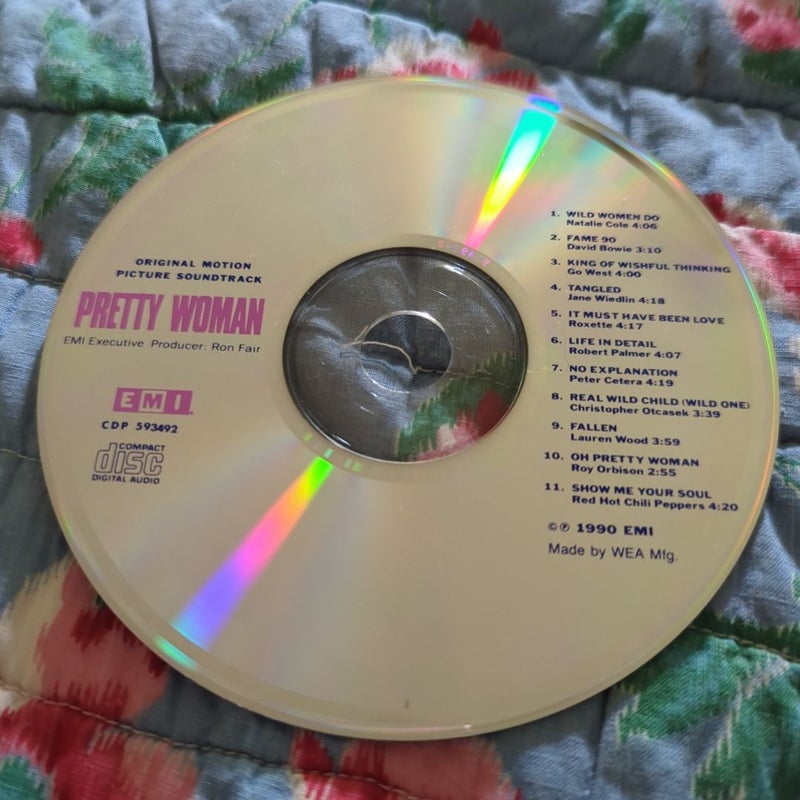 ORIGINAL MOTION
PICTURE SOUNDTRACK
PRETTY WOMAN
EMI Executive Producer: Ron Fair
EMI.
CDP 593492
COMPACT
disc
DIGITAL AUDIO
1. WILD WOMEN DO
Natalie Cole 4:06
2. FAME 90
David Bowie 3:10
3. KING OF WISHFUL THINKING
Go West 4:00
4. TANGLED
Jane Wiedlin 4:18
5. IT MUST HAVE BEEN LOVE
Roxette 4:17
6. LIFE IN DETAIL
Robert Palmer 4:07
7. NO EXPLANATION
Peter Cetera 4:19
8. REAL WILD CHILD (WILD ONE)
Christopher Otcasek 3:39
9. FALLEN
Lauren Wood 3:59
10. OH PRETTY WOMAN
Roy Orbison 2:55
11. SHOW ME YOUR SOUL
Red Hot Chili Peppers 4:20
©℗ 1990 EMI
Made by WEA Mfg.